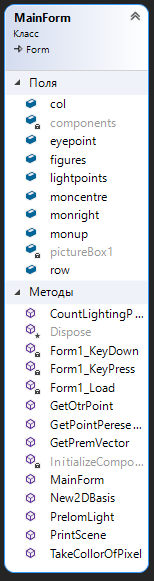 MainForm
Класс
Form
Поля
col
components
eyepoint
figures
lightpoints
moncentre
monright
monup
pictureBox1
row
Методы
CountLightingP...
Dispose
Form1_KeyDown
Form1_KeyPress
Form1_Load
GetOtrPoint
GetPointPerese...
GetPremVector
InitializeCompo...
MainForm
New2DBasis
PrelomLight
PrintScene
TakeCollorOfPixel